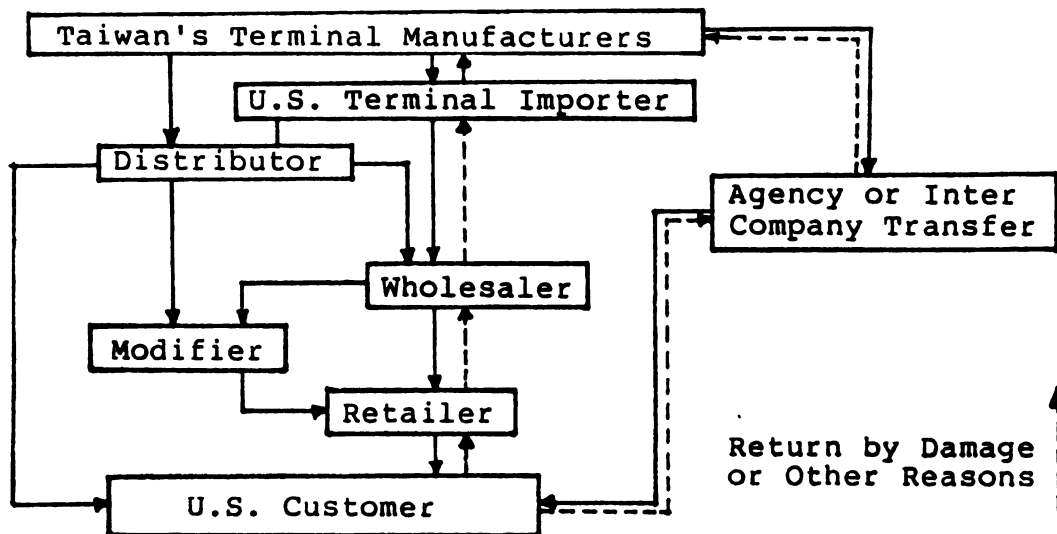 Taiwan's Terminal Manufacturers
U.S. Terminal Importer
Distributor
Agency or Inter
Company Transfer
Wholesaler
Modifier
Retailer
Return by Damage
or Other Reasons
U.S. Customer